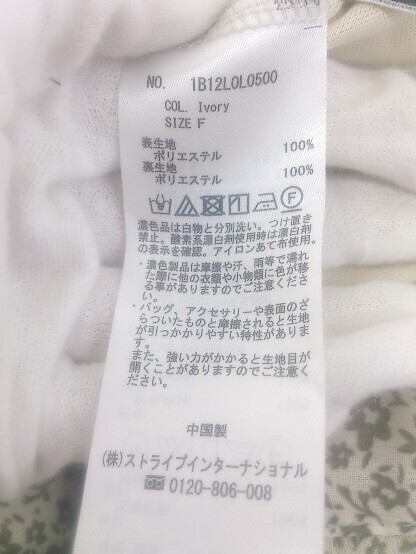 NO. 1B12L0L0500
COL. Ivory
SIZE F
表生地 100%
ポリエステル
裏生地 100%
ポリエステル
F
濃色品は白物と分別洗い。つけ置き
禁止。酸素系漂白剤使用時は漂白剤
の表示を確認。アイロンあて布使用。
・濃色製品は摩擦や汗、雨等で濡れ
た際に他の衣類や小物類に色が移
る事がありますのでご注意くださ
い。
・バッグ、アクセサリーや表面のざ
らついたものと摩擦されると生地
が引っかかりやすい特性がありま
す。
また、強い力がかかると生地目が
開くことがありますのでご注意く
ださい。
中国製
(株)ストライプインターナショナル
0120-806-008